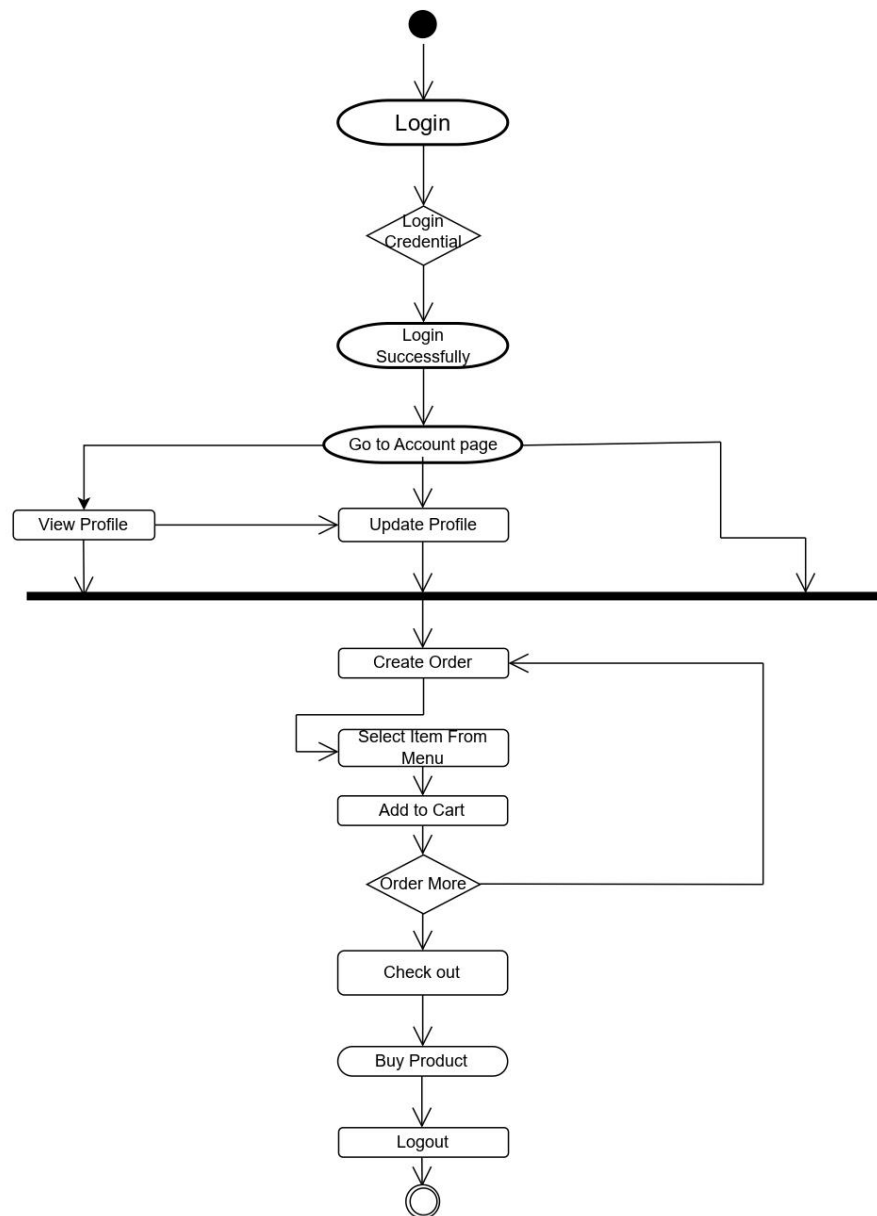 Login
Login
Credential
Login
Successfully
Go to Account page
View Profile
Update Profile
Create Order
Select Item From
Menu
Add to Cart
Order More
Check out
Buy Product
Logout